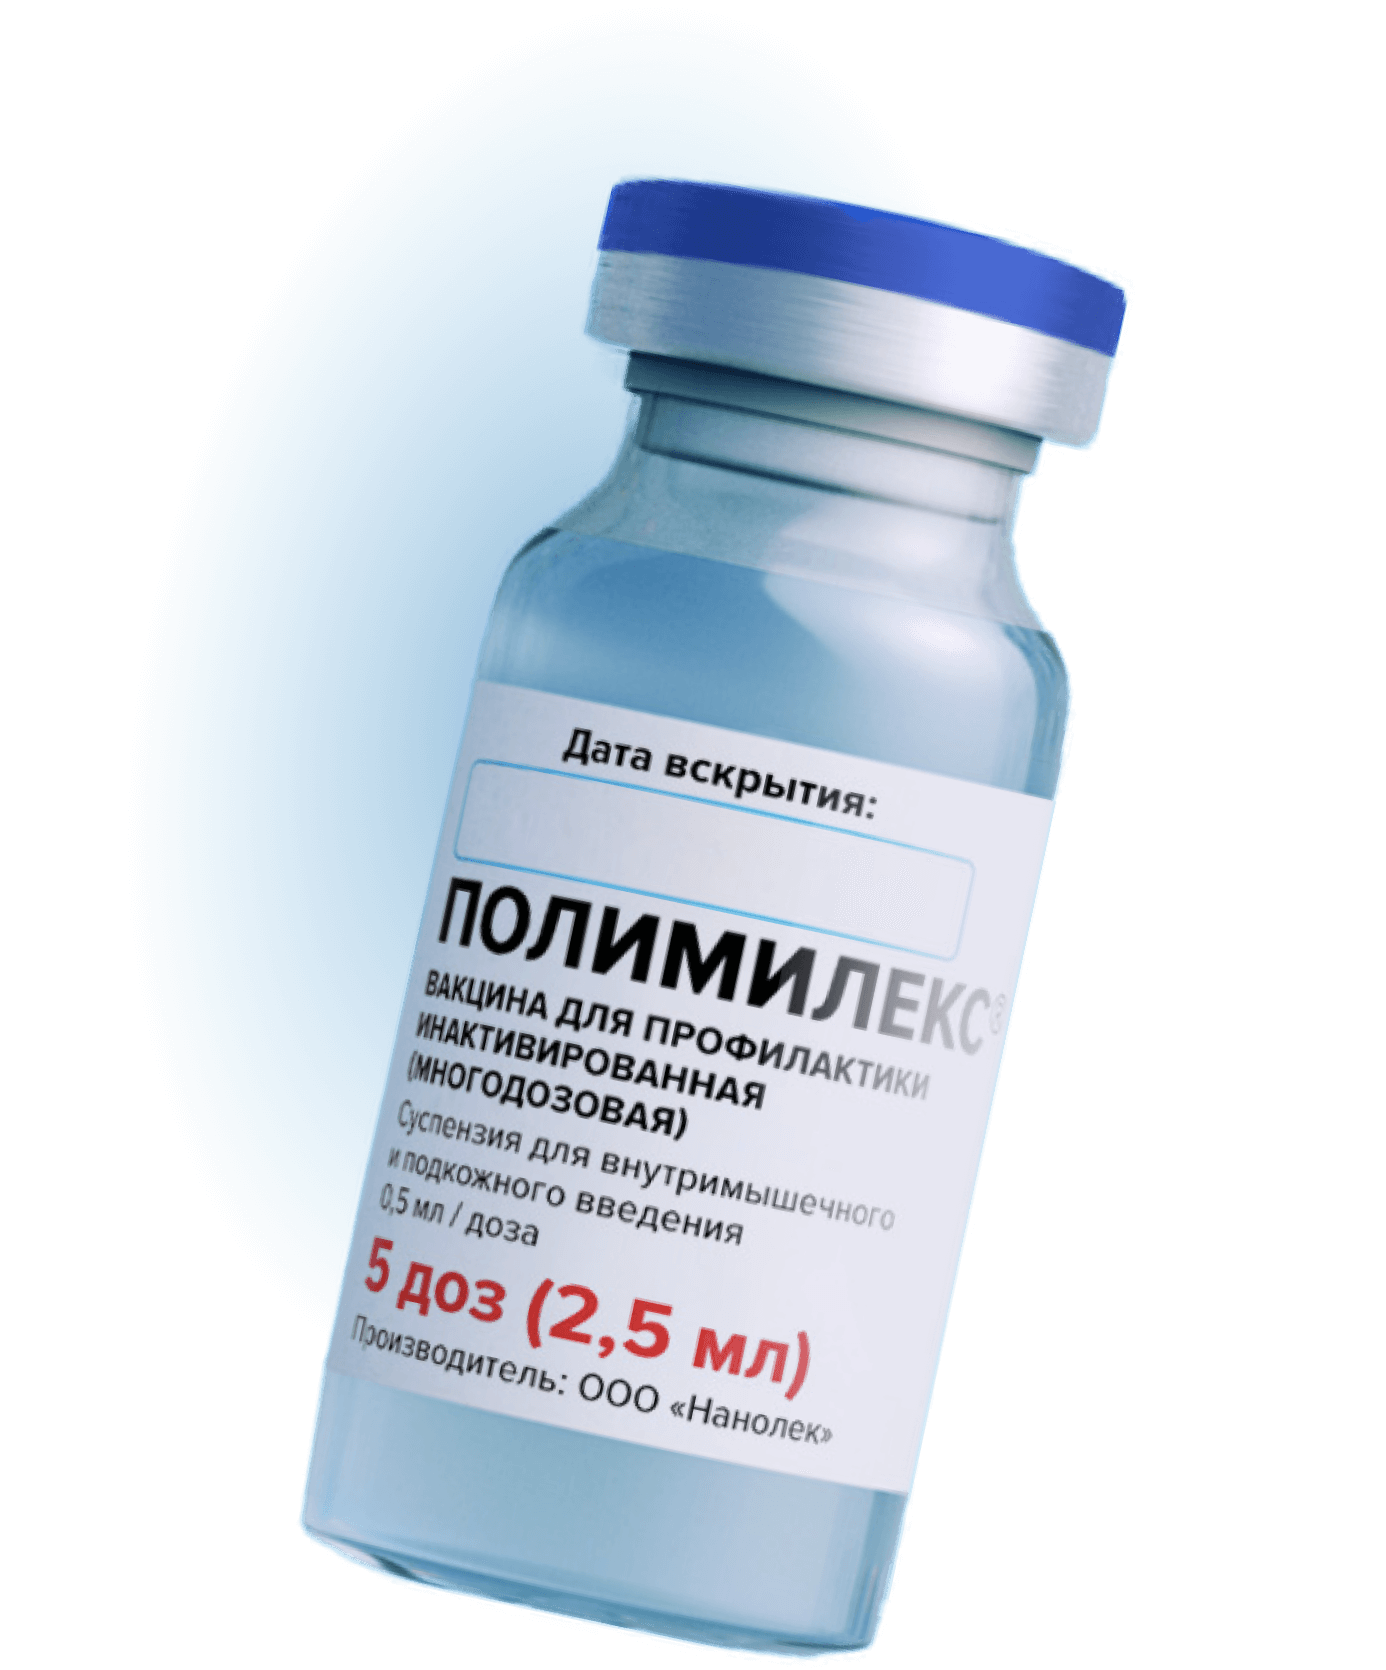 Дата вскрытия:
ПОЛИМИЛЕКС®
ВАКЦИНА ДЛЯ ПРОФИЛАКТИКИ
ИНАКТИВИРОВАННАЯ
(МНОГОДОЗОВАЯ)
Суспензия для внутримышечного
и подкожного введения
0,5 мл / доза
5 доз (2,5 мл)
Производитель: ООО «Нанолек»